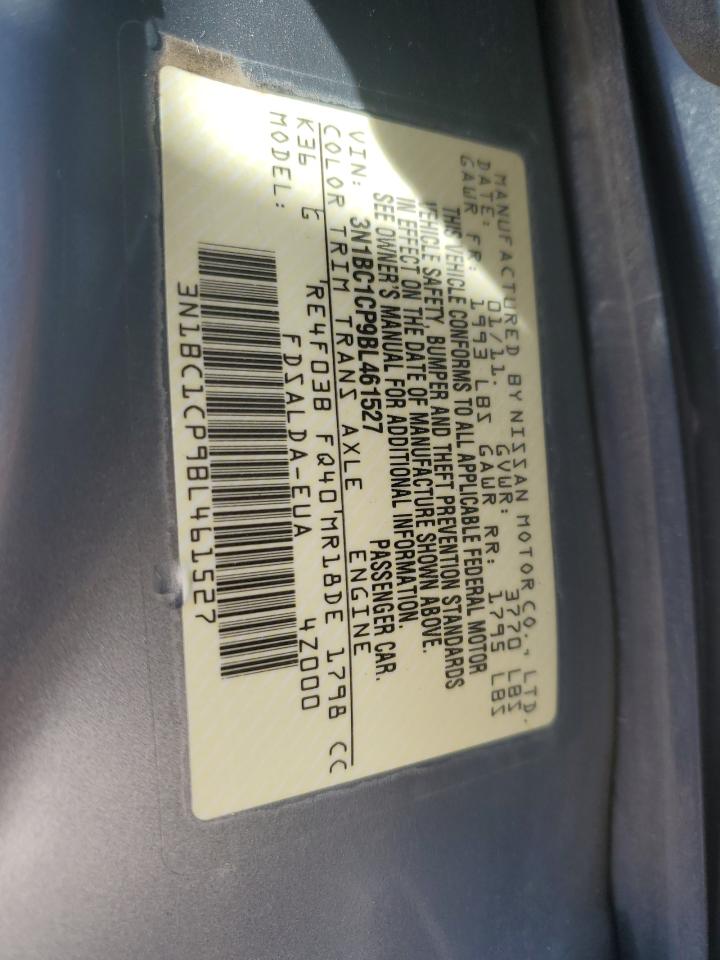 MANUFACTURED BY NISSAN MOTOR CO., LTD.
DATE: 01/11. GVWR: 3770 LBS
GAWR FR: 1993 LBS GAWR RR: 1795 LBS
THIS VEHICLE CONFORMS TO ALL APPLICABLE FEDERAL MOTOR
VEHICLE SAFETY, BUMPER AND THEFT PREVENTION STANDARDS
IN EFFECT ON THE DATE OF MANUFACTURE SHOWN ABOVE.
SEE OWNER'S MANUAL FOR ADDITIONAL INFORMATION.
VIN: 3N1BC1CP9BL461527 PASSENGER CAR.
COLOR TRIM TRANS AXLE ENGINE
K36 G 'RE4F03B FQ40'MR18DE 1798 CC
MODEL: FDSALDA-EUA 4Z000
3N1BC1CP9BL461527